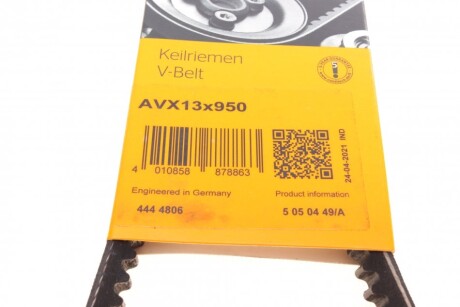 Keilriemen
V-Belt
AVX13x950
4 010858 878863
24-04-2021 IND
Engineered in Germany
Product information
444 4806
5 05 04 49/A